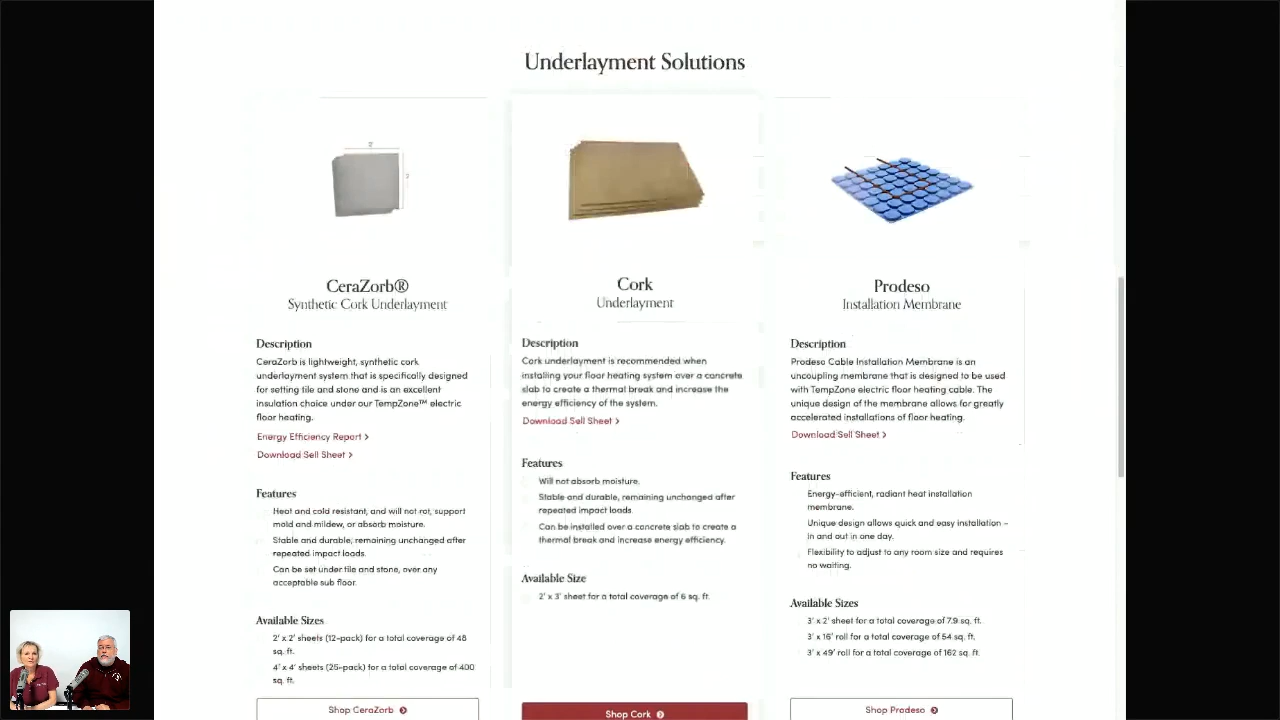 Underlayment Solutions
2'
2'
CeraZorb®
Synthetic Cork Underlayment
Description
CeraZorb is lightweight, synthetic cork
underlayment system that is specifically designed
for setting tile and stone and is an excellent
insulation choice under our TempZone™ electric
floor heating.
Energy Efficiency Report >
Download Sell Sheet >
Features
Heat and cold resistant, and will not rot, support
mold and mildew, or absorb moisture.
Stable and durable, remaining unchanged after
repeated impact loads.
Can be set under tile and stone, over any
acceptable sub floor.
Available Sizes
2' x 2' sheets (12-pack) for a total coverage of 48
sq. ft.
4' x 4' sheets (25-pack) for a total coverage of 400
sq. ft.
Shop CeraZorb
Cork
Underlayment
Description
Cork underlayment is recommended when
installing your floor heating system over a concrete
slab to create a thermal break and increase the
energy efficiency of the system.
Download Sell Sheet >
Features
Will not absorb moisture.
Stable and durable, remaining unchanged after
repeated impact loads.
Can be installed over a concrete slab to create a
thermal break and increase energy efficiency.
Available Size
2' x 3' sheet for a total coverage of 6 sq. ft.
Shop Cork
Prodeso
Installation Membrane
Description
Prodeso Cable Installation Membrane is an
uncoupling membrane that is designed to be used
with TempZone electric floor heating cable. The
unique design of the membrane allows for greatly
accelerated installations of floor heating.
Download Sell Sheet >
Features
Energy-efficient, radiant heat installation
membrane.
Unique design allows quick and easy installation –
in and out in one day.
Flexibility to adjust to any room size and requires
no waiting.
Available Sizes
3' x 2' sheet for a total coverage of 7.9 sq. ft.
3' x 16' roll for a total coverage of 54 sq. ft.
3' x 49' roll for a total coverage of 162 sq. ft.
Shop Prodeso